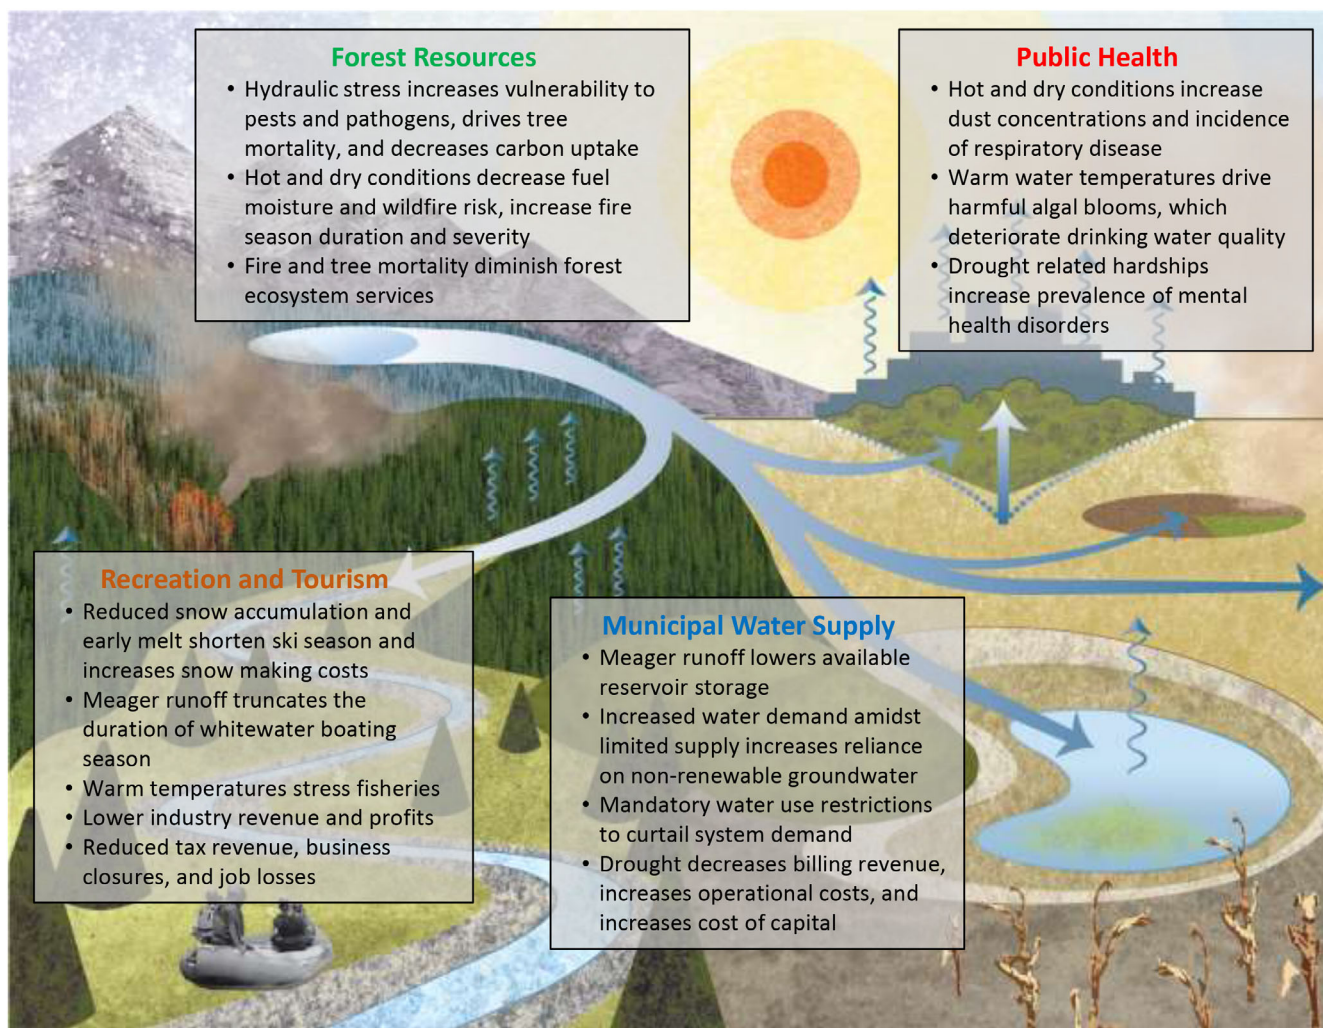 Forest Resources
• Hydraulic stress increases vulnerability to
pests and pathogens, drives tree
mortality, and decreases carbon uptake
• Hot and dry conditions decrease fuel
moisture and wildfire risk, increase fire
season duration and severity
• Fire and tree mortality diminish forest
ecosystem services
Public Health
• Hot and dry conditions increase
dust concentrations and incidence
of respiratory disease
• Warm water temperatures drive
harmful algal blooms, which
deteriorate drinking water quality
• Drought related hardships
increase prevalence of mental
health disorders
Recreation and Tourism
• Reduced snow accumulation and
early melt shorten ski season and
increases snow making costs
• Meager runoff truncates the
duration of whitewater boating
season
• Warm temperatures stress fisheries
• Lower industry revenue and profits
• Reduced tax revenue, business
closures, and job losses
Municipal Water Supply
• Meager runoff lowers available
reservoir storage
• Increased water demand amidst
limited supply increases reliance
on non-renewable groundwater
• Mandatory water use restrictions
to curtail system demand
• Drought decreases billing revenue,
increases operational costs, and
increases cost of capital